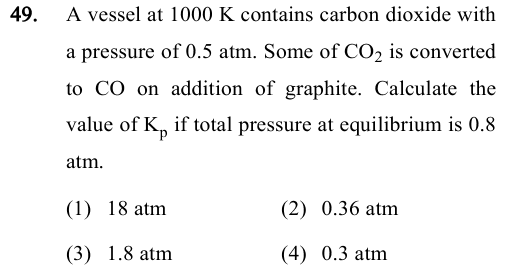 49. A vessel at 1000 K contains carbon dioxide with
a pressure of 0.5 atm. Some of CO₂ is converted
to CO on addition of graphite. Calculate the
value of Kₚ if total pressure at equilibrium is 0.8
atm.
(1) 18 atm (2) 0.36 atm
(3) 1.8 atm (4) 0.3 atm